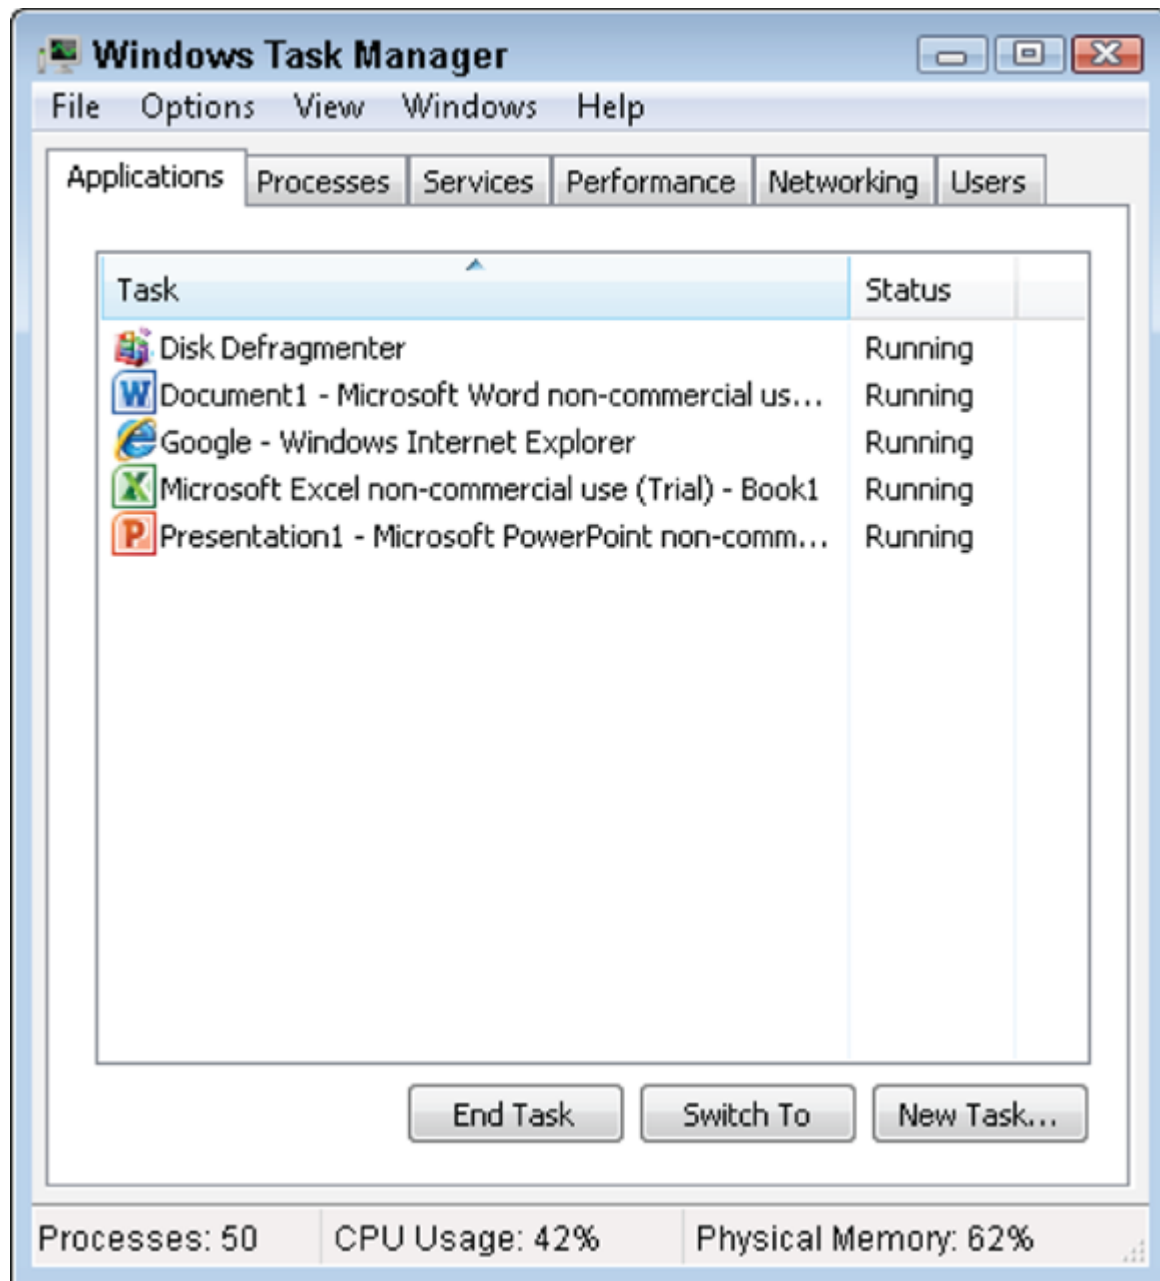 Windows Task Manager
File Options View Windows Help
Applications Processes Services Performance Networking Users
Task Status
Disk Defragmenter Running
Document1 - Microsoft Word non-commercial us... Running
Google - Windows Internet Explorer Running
Microsoft Excel non-commercial use (Trial) - Book1 Running
Presentation1 - Microsoft PowerPoint non-comm... Running
End Task Switch To New Task...
Processes: 50 CPU Usage: 42% Physical Memory: 62%